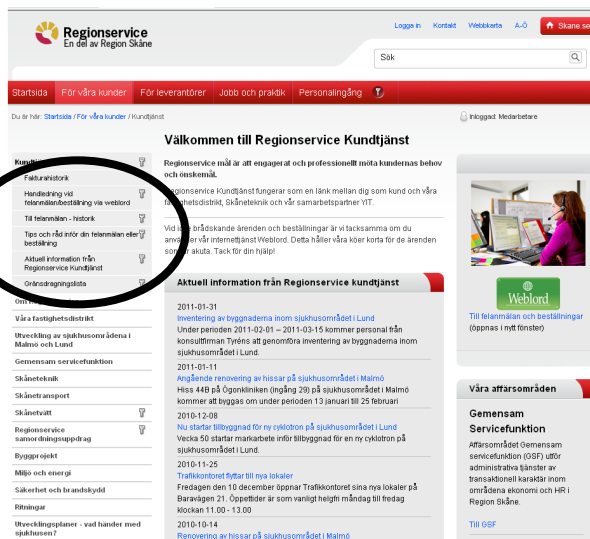 Regionservice
En del av Region Skåne
Logga in Kontakt Webbkarta A-Ö Skane.se
Sök
Startsida För våra kunder För leverantörer Jobb och praktik Personalingång
Du är här: Startsida / För våra kunder / Kundtjänst
Inloggad: Medarbetare
Fakturahistorik
Handledning vid
felanmälan/beställning via weblord
Till felanmälan - historik
Tips och råd inför din felanmälan eller
beställning
Aktuell information från
Regionservice Kundtjänst
Gränsdragningslista
Våra fastighetsdistrikt
Utveckling av sjukhusområdena i
Malmö och Lund
Gemensam servicefunktion
Skåneteknik
Skånetransport
Skånetvätt
Regionservice
samordningsuppdrag
Byggprojekt
Miljö och energi
Säkerhet och brandskydd
Ritningar
Utvecklingsplaner - vad händer med
sjukhusen?
Välkommen till Regionservice Kundtjänst
Regionservice mål är att engagerat och professionellt möta kundernas behov
och önskemål.
Regionservice Kundtjänst fungerar som en länk mellan dig som kund och våra
fastighetsdistrikt, Skåneteknik och vår samarbetspartner YIT.
Vid brådskande ärenden och beställningar är vi tacksamma om du
använder vår internettjänst Weblord. Detta håller våra köer korta för de ärenden
som är akuta. Tack för din hjälp!
Aktuell information från Regionservice kundtjänst
2011-01-31
Inventering av byggnaderna inom sjukhusområdet i Lund
Under perioden 2011-02-01 – 2011-03-15 kommer personal från
konsultfirman Tyréns att genomföra inventering av byggnaderna inom
sjukhusområdet i Lund.
2011-01-11
Angående renovering av hissar på sjukhusområdet i Malmö
Hiss 44B på Ögonkliniken (ingång 29) på sjukhusområdet i Malmö
kommer att byggas om under perioden 13 januari till 25 februari
2010-12-08
Nu startar tillbyggnad för ny cyklotron på sjukhusområdet i Lund
Vecka 50 startar markarbete inför tillbyggnad för en ny cyklotron på
sjukhusområdet i Lund.
2010-11-25
Trafikkontoret flyttar till nya lokaler
Fredagen den 10 december öppnar Trafikkontoret sina nya lokaler på
Baravägen 21. Öppettider är som vanligt helgfri måndag till fredag
klockan 11.00 - 13.00
2010-10-14
Renovering av hissar på sjukhusområdet i Malmö
Weblord
Till felanmälan och beställningar
(öppnas i nytt fönster)
Våra affärsområden
Gemensam
Servicefunktion
Affärsområdet Gemensam
servicefunktion (GSF) utför
administrativa tjänster av
transaktionell karaktär inom
områdena ekonomi och HR i
Region Skåne.
Till GSF